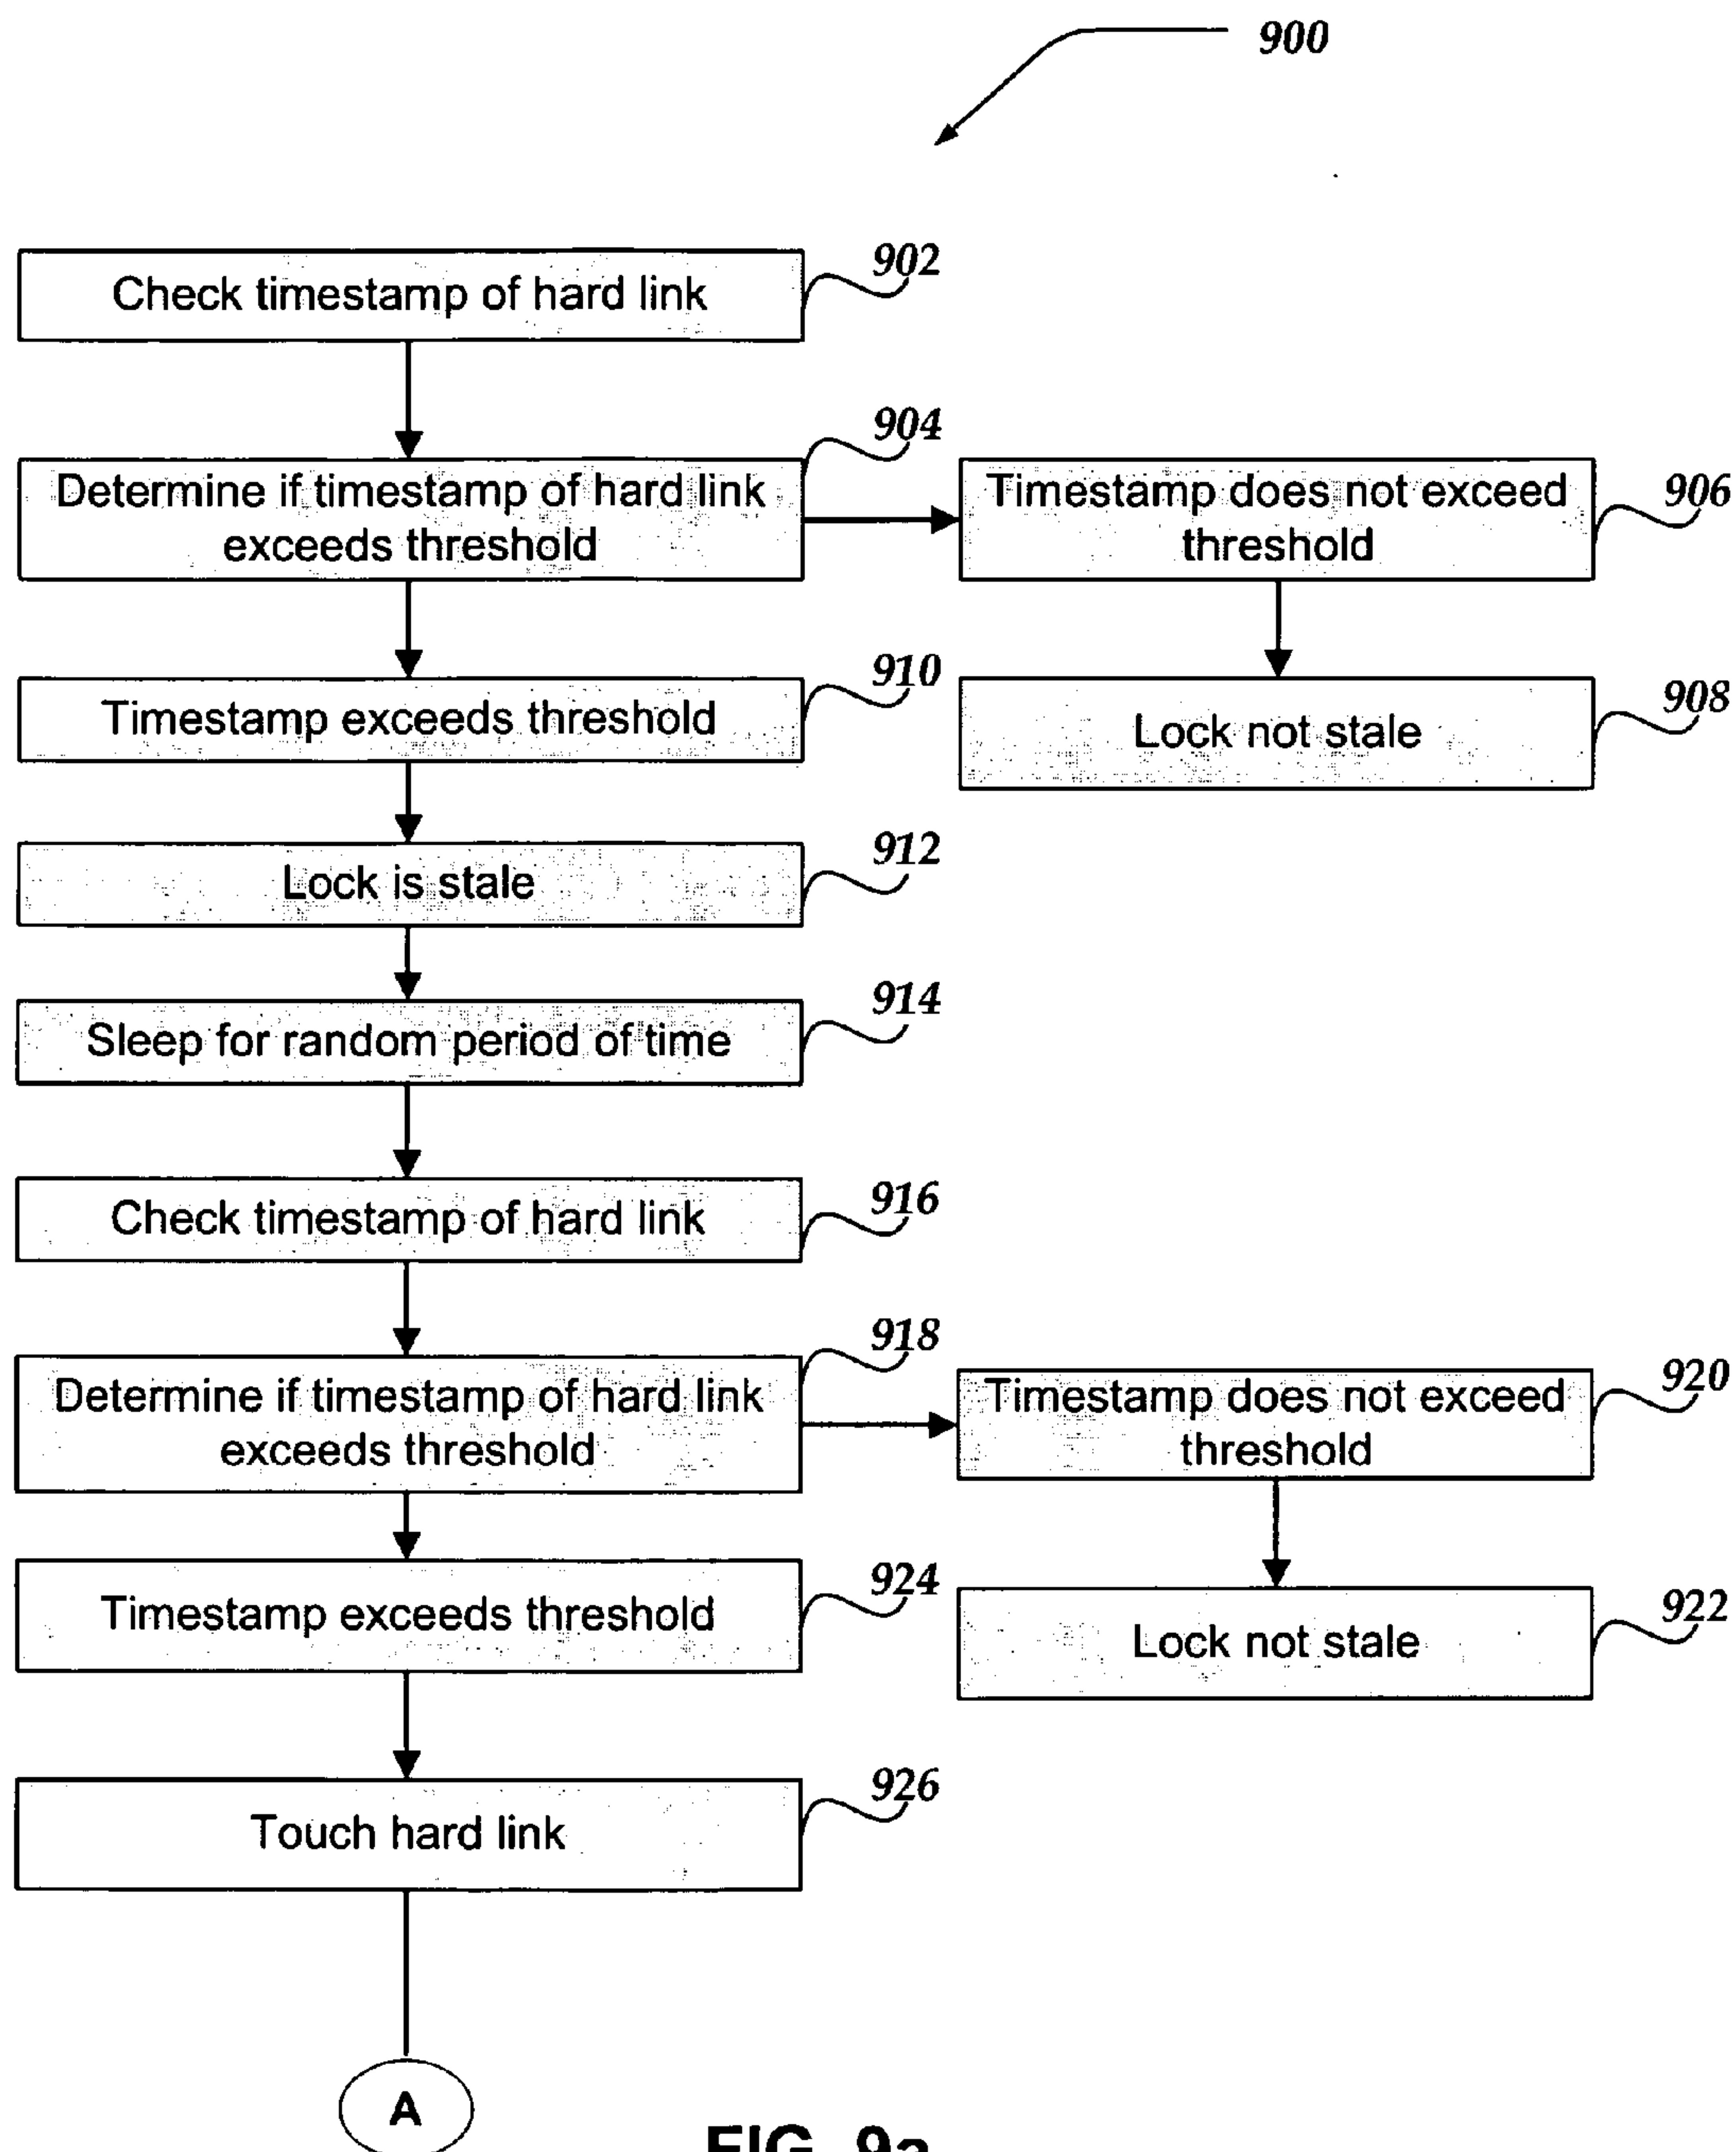 900
902
Check timestamp of hard link
904
Determine if timestamp of hard link
exceeds threshold
Timestamp does not exceed
threshold
906
910
Timestamp exceeds threshold
908
Lock not stale
912
Lock is stale
914
Sleep for random period of time
916
Check timestamp of hard link
918
Determine if timestamp of hard link
exceeds threshold
Timestamp does not exceed
threshold
920
924
Timestamp exceeds threshold
922
Lock not stale
926
Touch hard link
A
FIG. 9a